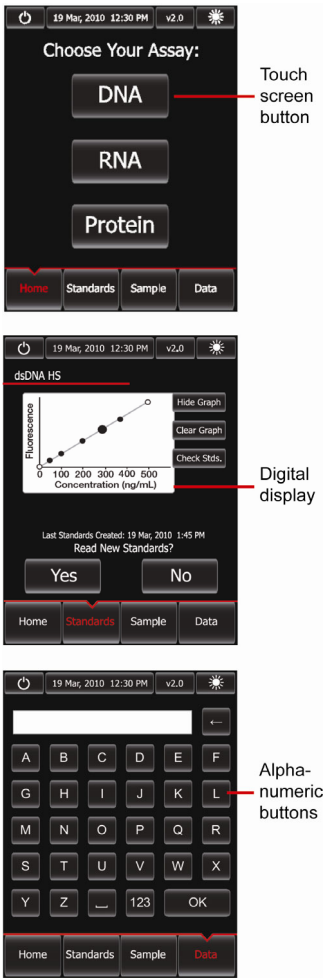 19 Mar, 2010 12:30 PM v2.0
Choose Your Assay:
DNA
RNA
Protein
Home Standards Sample Data
Touch
screen
button
19 Mar, 2010 12:30 PM v2.0
dsDNA HS
Fluorescence
0 100 200 300 400 500
Concentration (ng/mL)
Hide Graph
Clear Graph
Check Stds.
Digital
display
Last Standards Created: 19 Mar, 2010 1:45 PM
Read New Standards?
Yes No
Home Standards Sample Data
19 Mar, 2010 12:30 PM v2.0
←
A B C D E F
G H I J K L
M N O P Q R
S T U V W X
Y Z 123 OK
Alpha-
numeric
buttons
Home Standards Sample Data